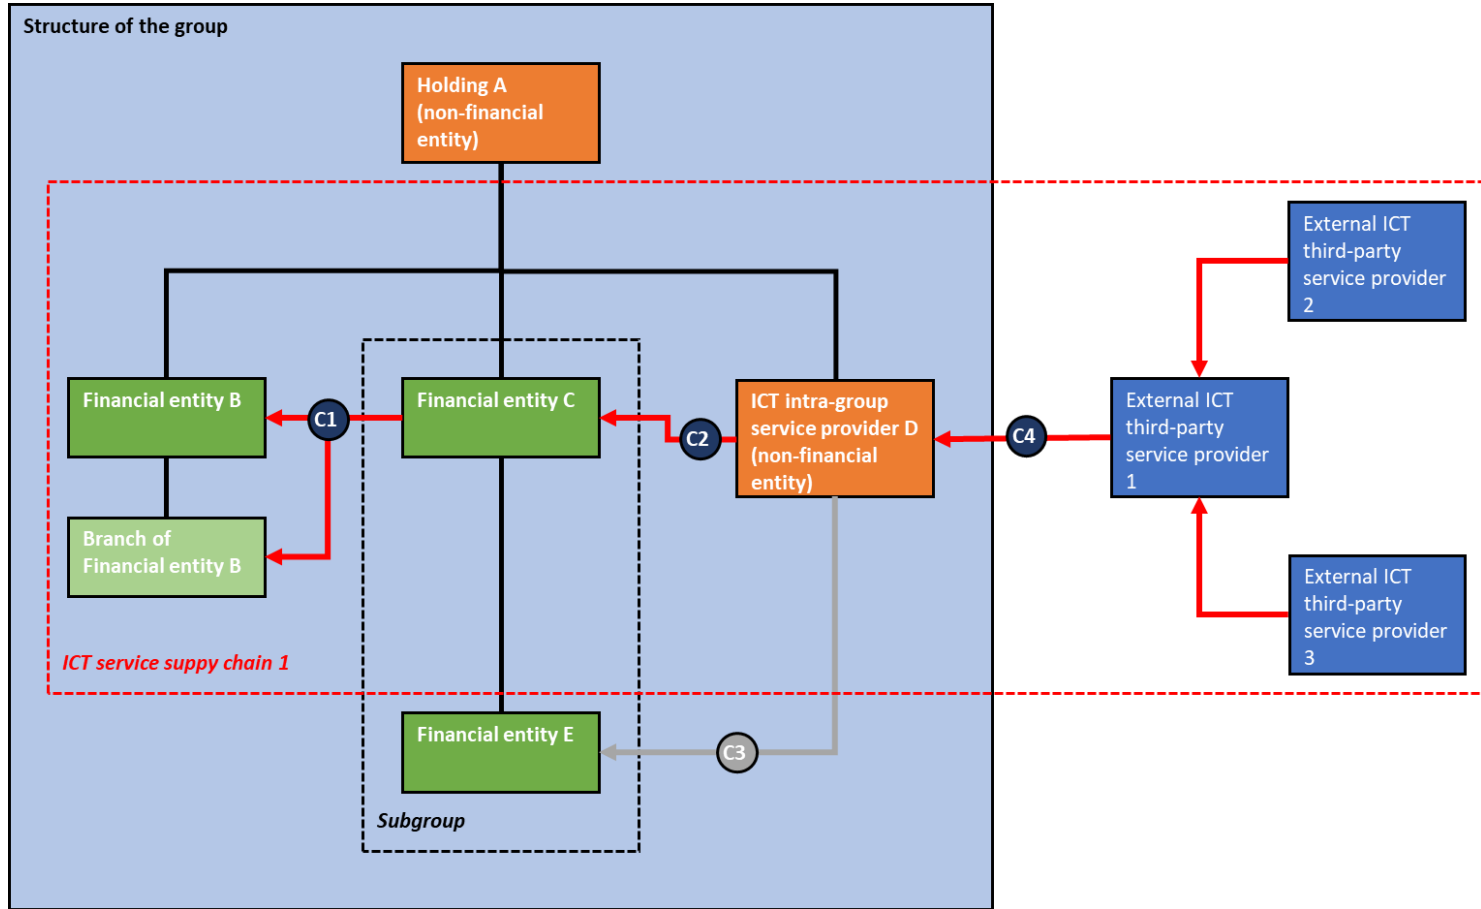 Structure of the group
Holding A
(non-financial
entity)
External ICT
third-party
service provider
2
Financial entity B
C1
Financial entity C
C2
ICT intra-group
service provider D
(non-financial
entity)
C4
External ICT
third-party
service provider
1
Branch of
Financial entity B
External ICT
third-party
service provider
3
ICT service suppy chain 1
Financial entity E
C3
Subgroup